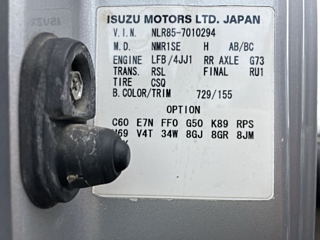 ISUZU MOTORS LTD. JAPAN
V.I.N. NLR85-7010294
M.D. NMR1SE H AB/BC
ENGINE LFB/4JJ1 RR AXLE G73
TRANS. RSL FINAL RU1
TIRE CSQ
B.COLOR/TRIM 729/155
OPTION
C60 E7N FF0 G50 K89 RPS
V4T 34W 8GJ 8GR 8JM